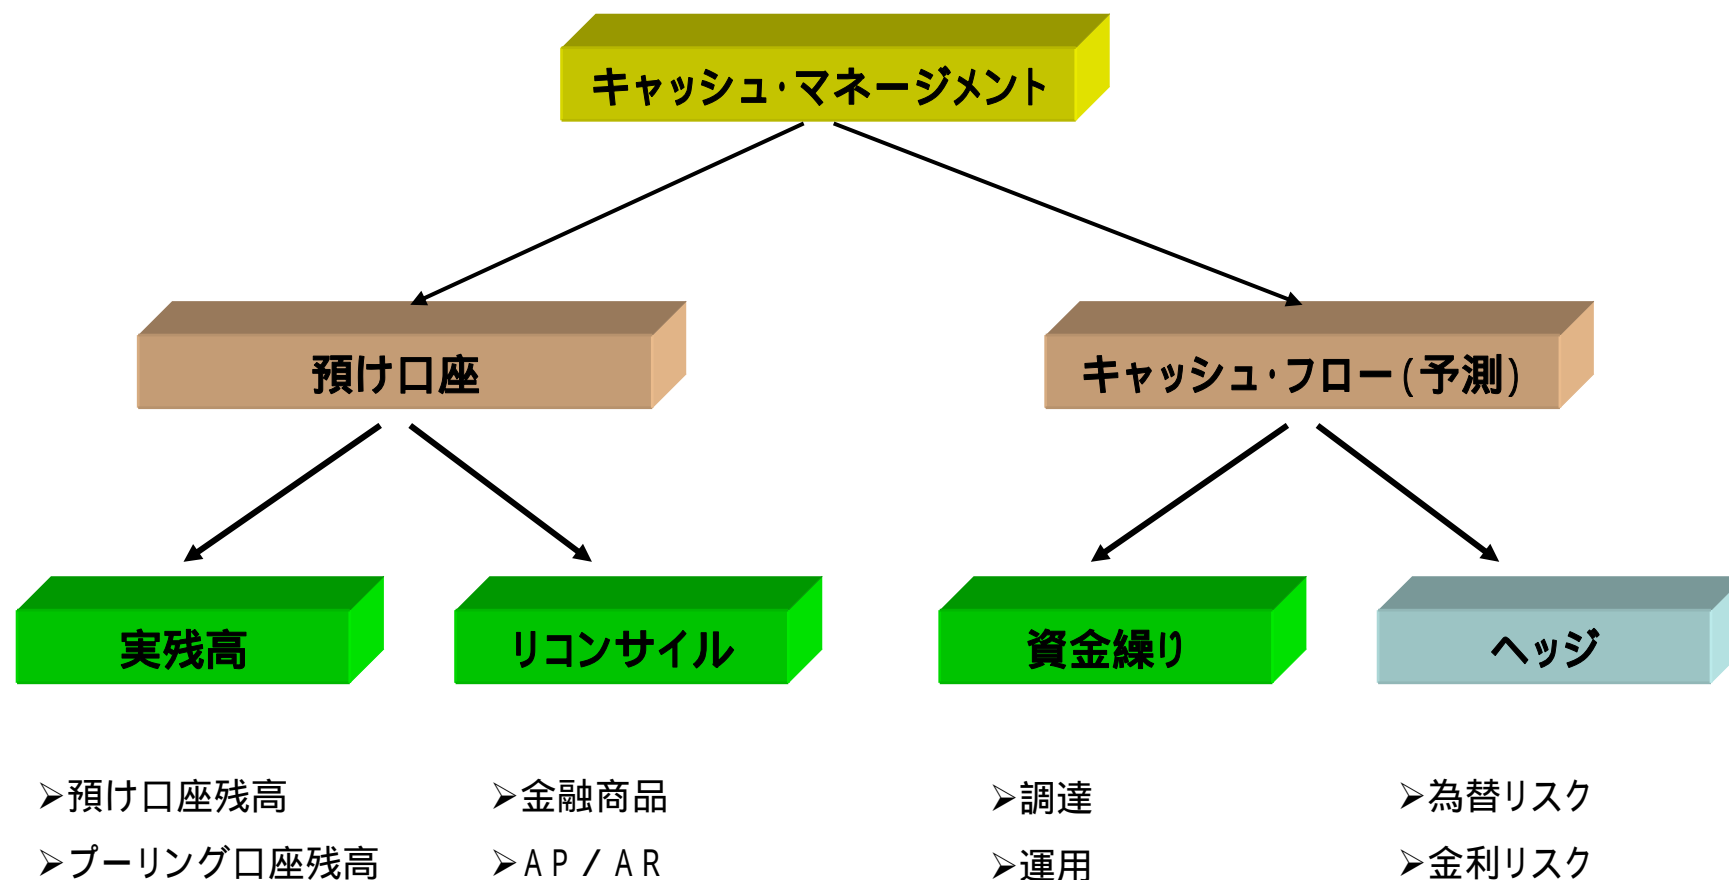 キャッシュ・マネージメント
預け口座
キャッシュ・フロー(予測)
実残高
リコンサイル
資金繰り
ヘッジ
➢預け口座残高
➢プーリング口座残高
➢金融商品
➢AP/AR
➢調達
➢運用
➢為替リスク
➢金利リスク